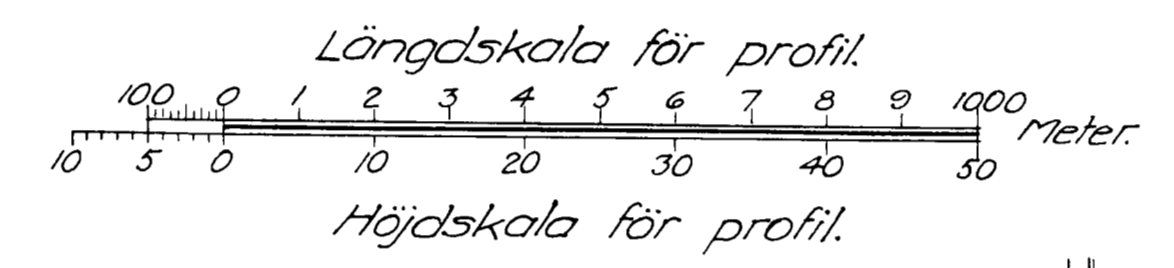 Längdskala för profil.
100 0 1 2 3 4 5 6 7 8 9 1000
Meter.
10 5 0 10 20 30 40 50
Höjdskala för profil.